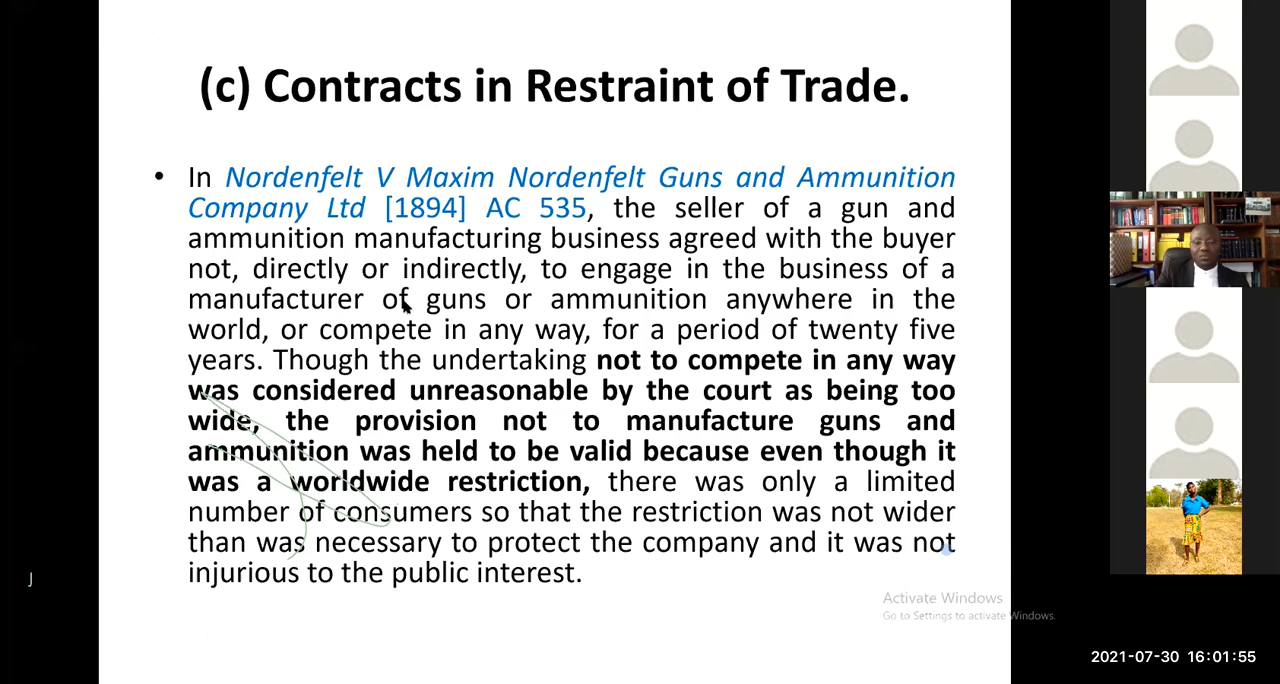 (c) Contracts in Restraint of Trade.
• In Nordenfelt V Maxim Nordenfelt Guns and Ammunition
Company Ltd [1894] AC 535, the seller of a gun and
ammunition manufacturing business agreed with the buyer
not, directly or indirectly, to engage in the business of a
manufacturer of guns or ammunition anywhere in the
world, or compete in any way, for a period of twenty five
years. Though the undertaking not to compete in any way
was considered unreasonable by the court as being too
wide, the provision not to manufacture guns and
ammunition was held to be valid because even though it
was a worldwide restriction, there was only a limited
number of consumers so that the restriction was not wider
than was necessary to protect the company and it was not
injurious to the public interest.
J
Activate Windows
Go to Settings to activate Windows.
2021-07-30 16:01:55